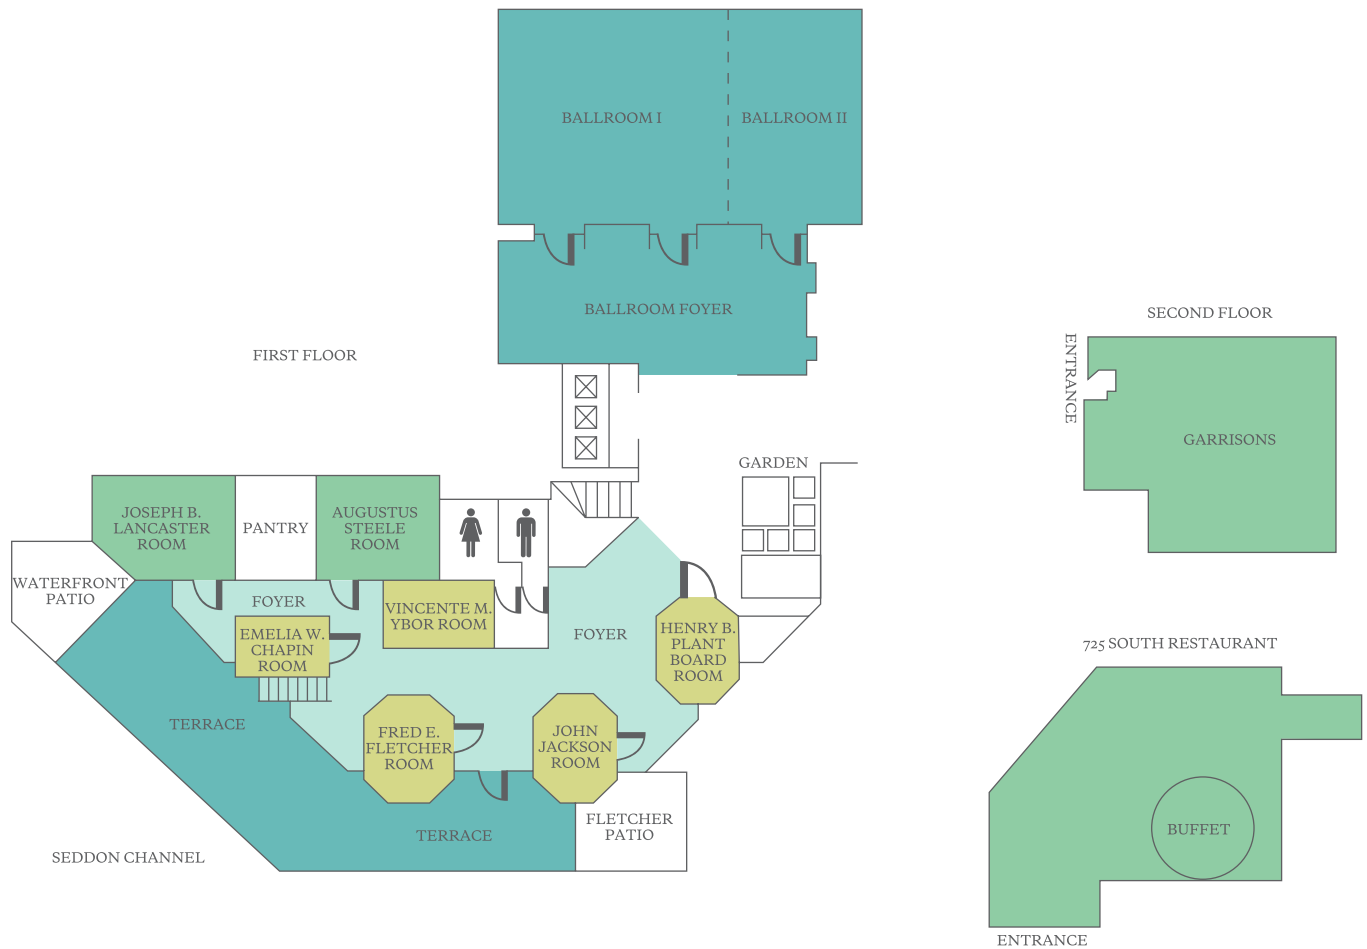 BALLROOM I
BALLROOM II
BALLROOM FOYER
FIRST FLOOR
SECOND FLOOR
ENTRANCE
GARRISONS
GARDEN
JOSEPH B.
LANCASTER
ROOM
PANTRY
AUGUSTUS
STEELE
ROOM
WATERFRONT
PATIO
FOYER
VINCENTE M.
YBOR ROOM
EMELIA W.
CHAPIN
ROOM
FOYER
HENRY B.
PLANT
BOARD
ROOM
725 SOUTH RESTAURANT
TERRACE
FRED E.
FLETCHER
ROOM
JOHN
JACKSON
ROOM
TERRACE
FLETCHER
PATIO
BUFFET
SEDDON CHANNEL
ENTRANCE